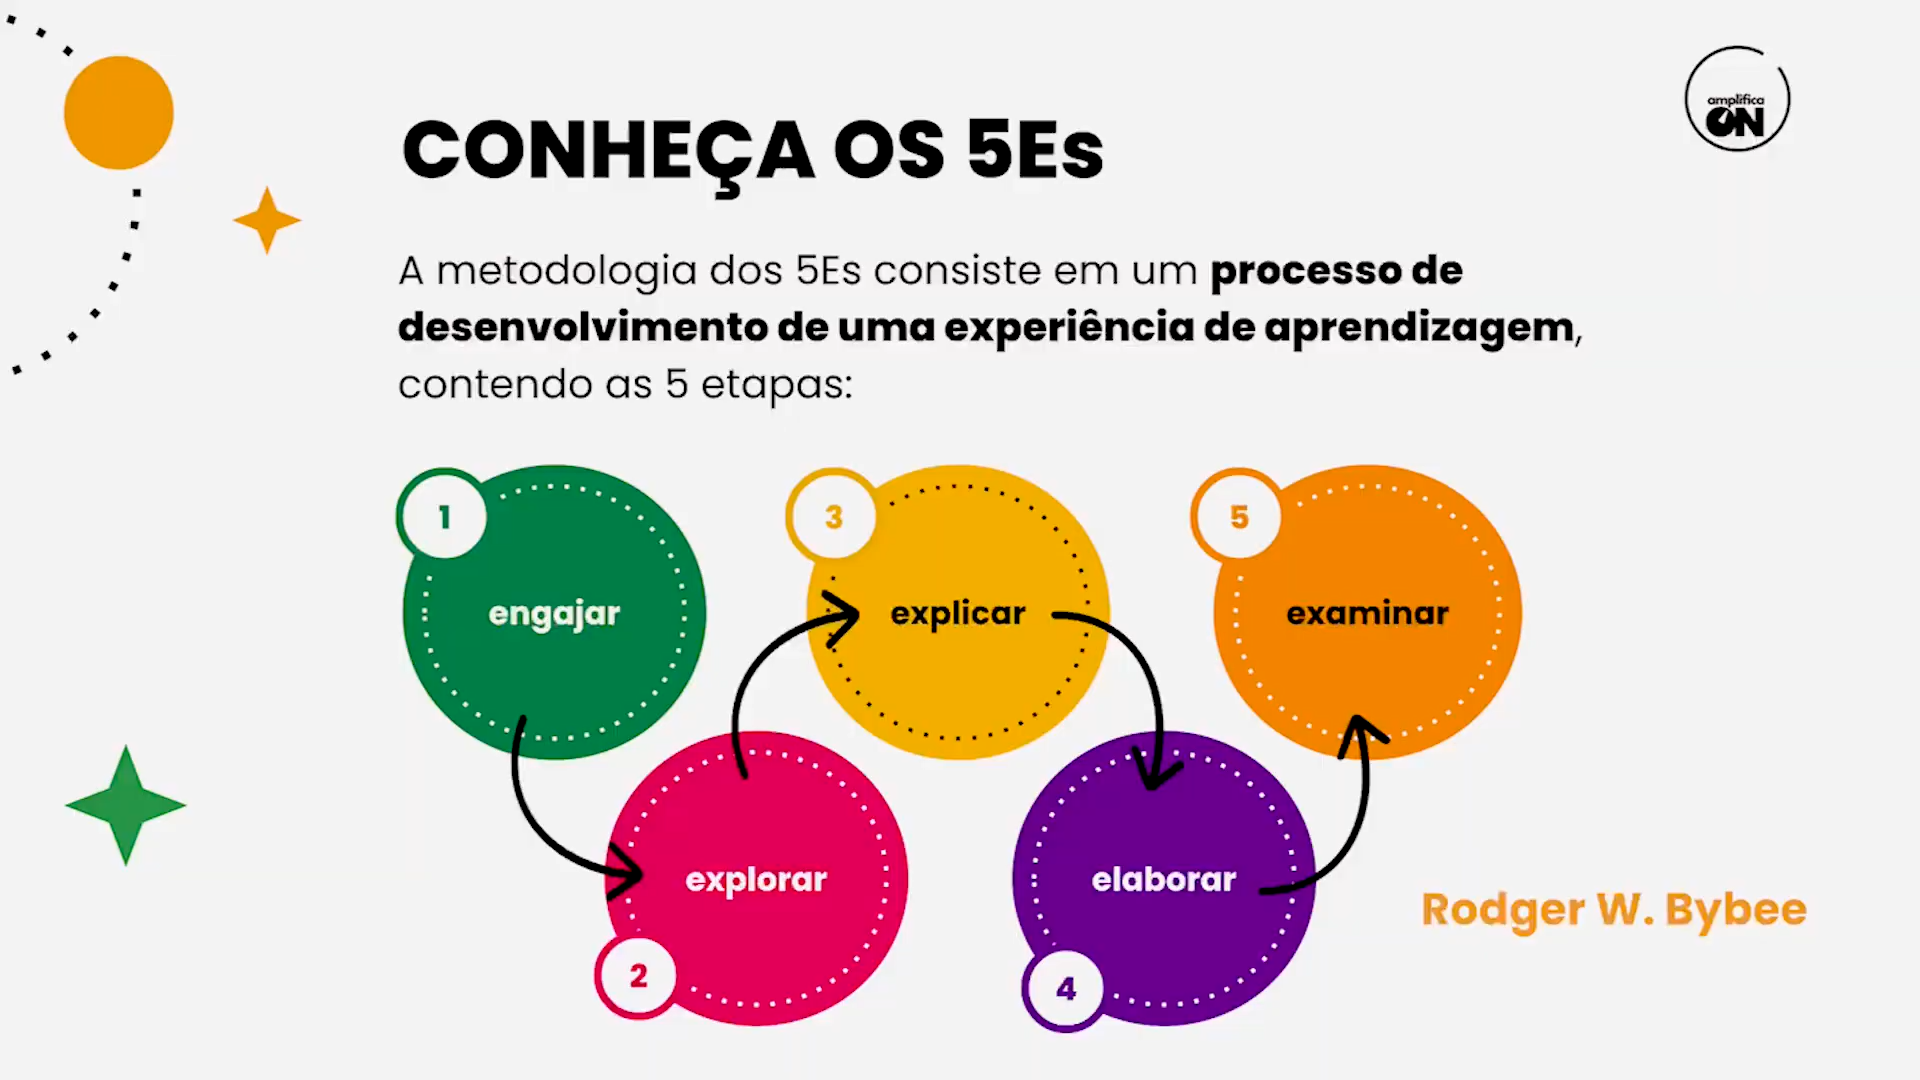 amplifica
ON
CONHEÇA OS 5Es
A metodologia dos 5Es consiste em um processo de
desenvolvimento de uma experiência de aprendizagem,
contendo as 5 etapas:
1
engajar
2
explorar
3
explicar
4
elaborar
5
examinar
Rodger W. Bybee